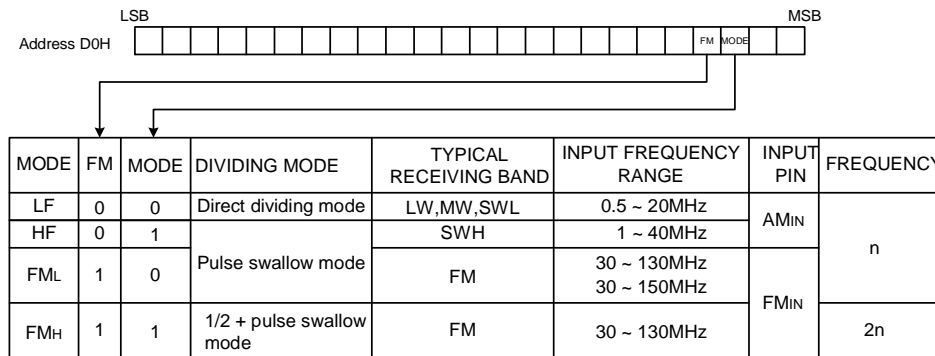 LSB MSB
Address D0H FM MODE
MODE FM MODE DIVIDING MODE TYPICAL RECEIVING BAND INPUT FREQUENCY RANGE INPUT PIN FREQUENCY
LF 0 0 Direct dividing mode LW,MW,SWL 0.5 ~ 20MHz AMIN n
HF 0 1 Pulse swallow mode SWH 1 ~ 40MHz
FML 1 0 FM 30 ~ 130MHz
30 ~ 150MHz
FMIN
FMH 1 1 1/2 + pulse swallow mode FM 30 ~ 130MHz 2n